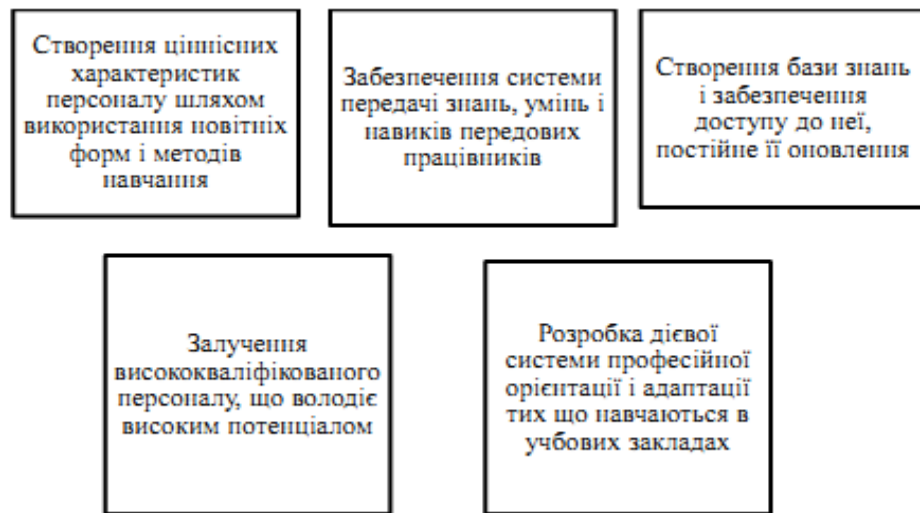 Створення ціннісних
характеристик
персоналу шляхом
використання новітніх
форм і методів
навчання
Забезпечення системи
передачі знань, умінь і
навиків передових
працівників
Створення бази знань
і забезпечення
доступу до неї,
постійне її оновлення
Залучення
висококваліфікованого
персоналу, що володіє
високим потенціалом
Розробка дієвої
системи професійної
орієнтації і адаптації
тих що навчаються в
учбових закладах